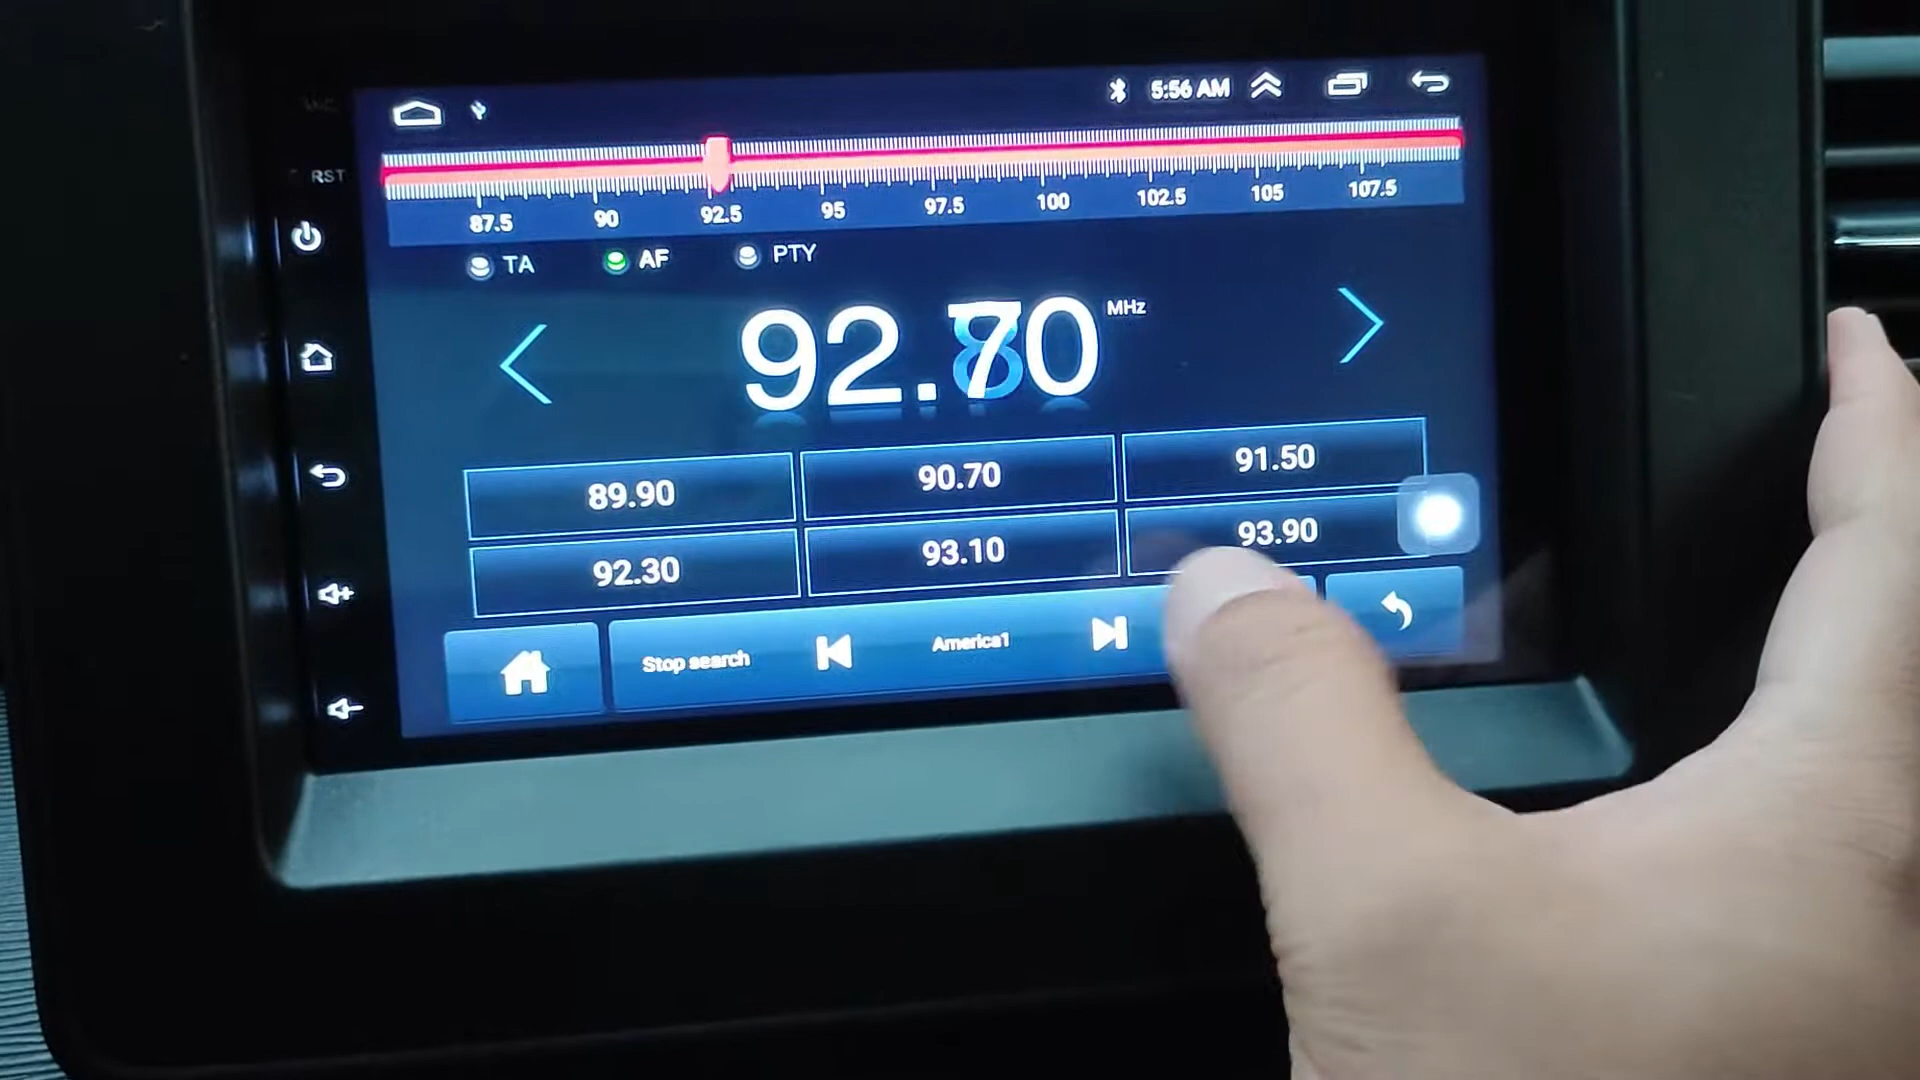 5:56 AM
RST
87.5 90 92.5 95 97.5 100 102.5 105 107.5
TA AF PTY
92.70 MHz
89.90 90.70 91.50
92.30 93.10 93.90
Stop search America1